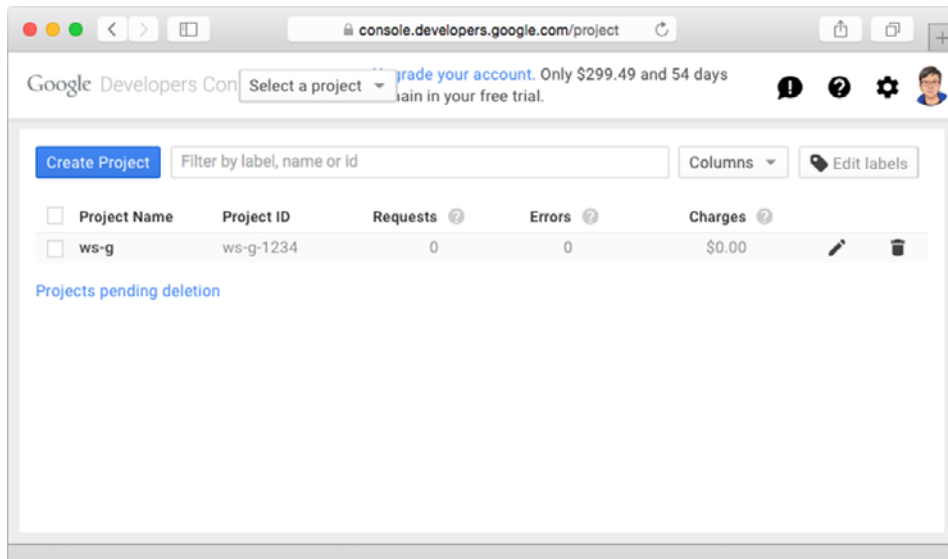 console.developers.google.com/project
Google Developers Con
Select a project
grade your account. Only $299.49 and 54 days
ain in your free trial.
Create Project
Filter by label, name or id
Columns
Edit labels
Project Name Project ID Requests Errors Charges
ws-g ws-g-1234 0 0 $0.00
Projects pending deletion